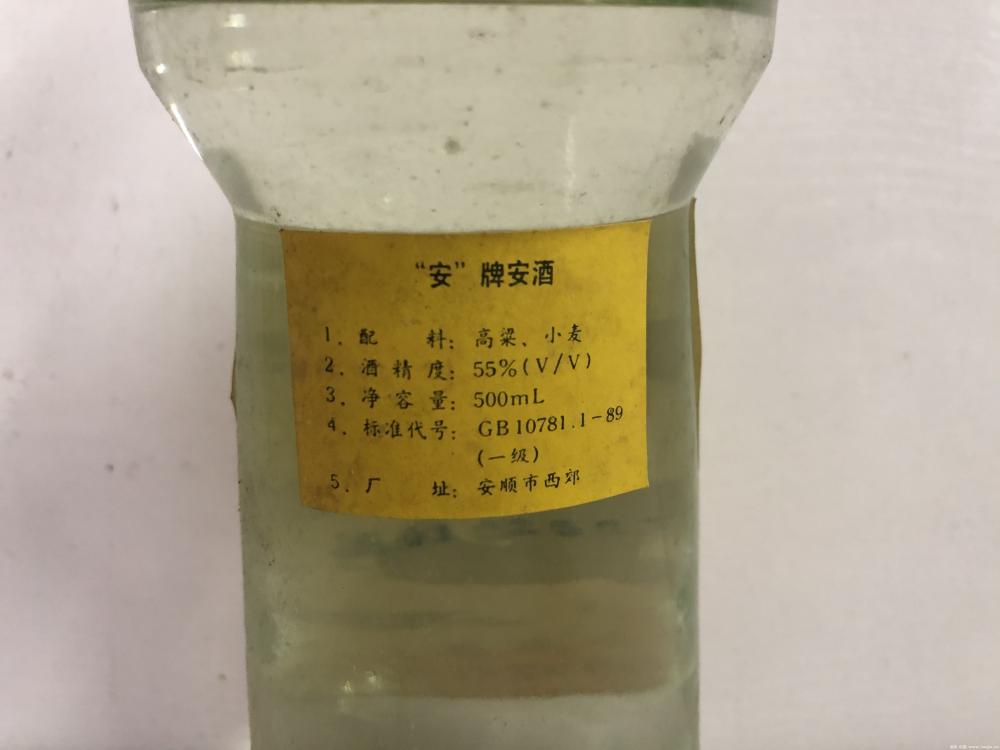 “安”牌安酒
1. 配 料：高粱、小麦
2. 酒 精 度：55%(V/V)
3. 净 容 量：500mL
4. 标准代号：GB10781.1-89
(一级)
5. 厂 址：安顺市西郊